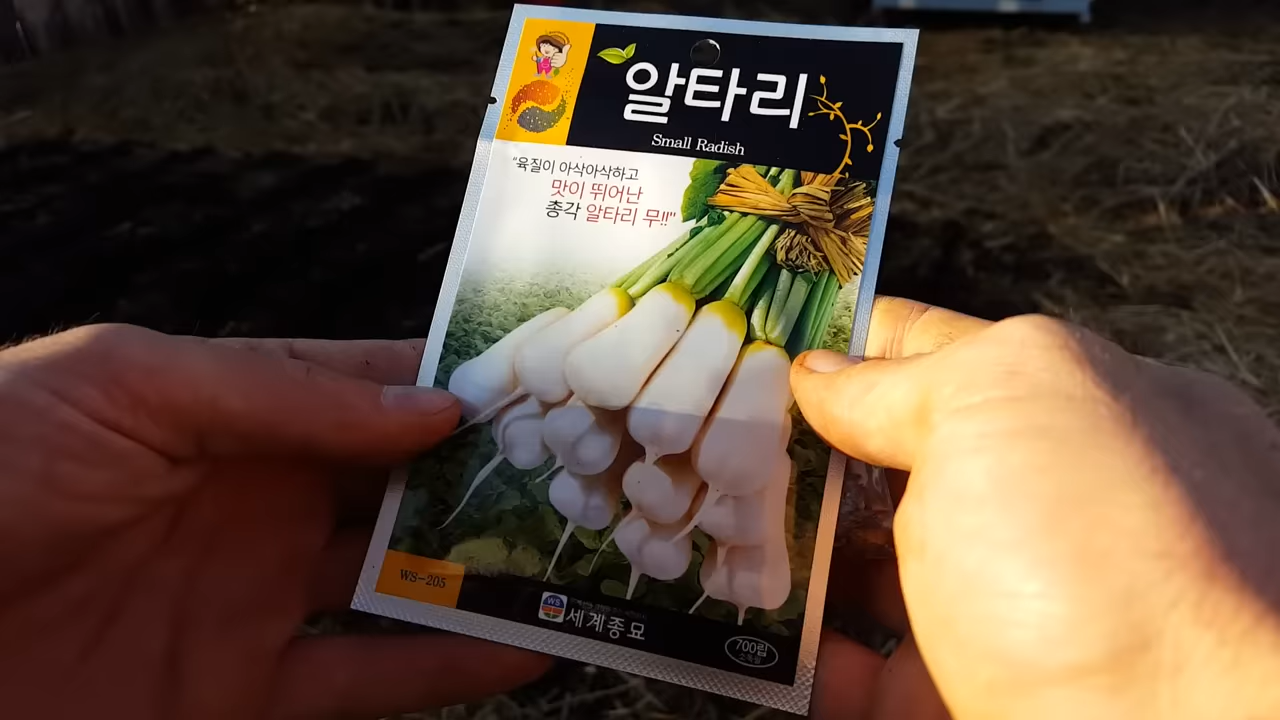 알타리
Small Radish
"육질이 아삭아삭하고
맛이 뛰어난
총각 알타리 무!!"
WS-205
WS
세계종묘
700립